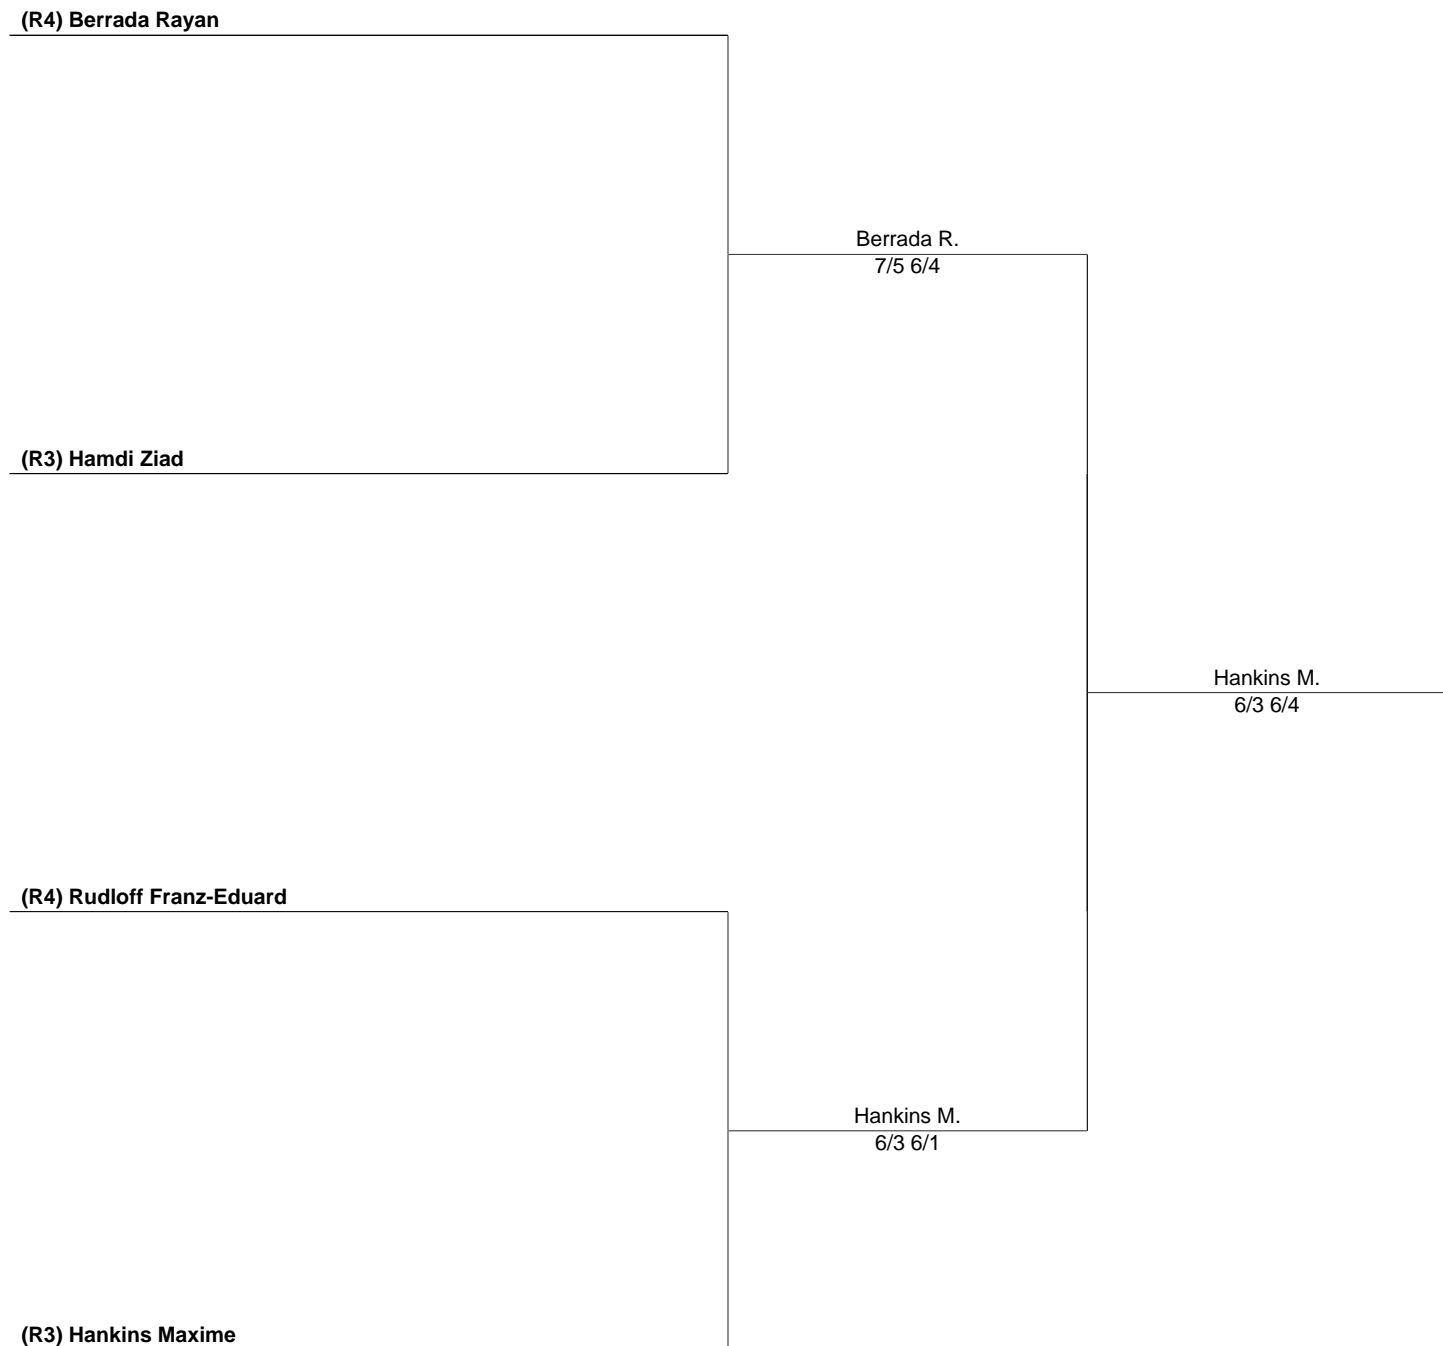 (R4) Berrada Rayan
Berrada R.
7/5 6/4
(R3) Hamdi Ziad
Hankins M.
6/3 6/4
(R4) Rudloff Franz-Eduard
Hankins M.
6/3 6/1
(R3) Hankins Maxime